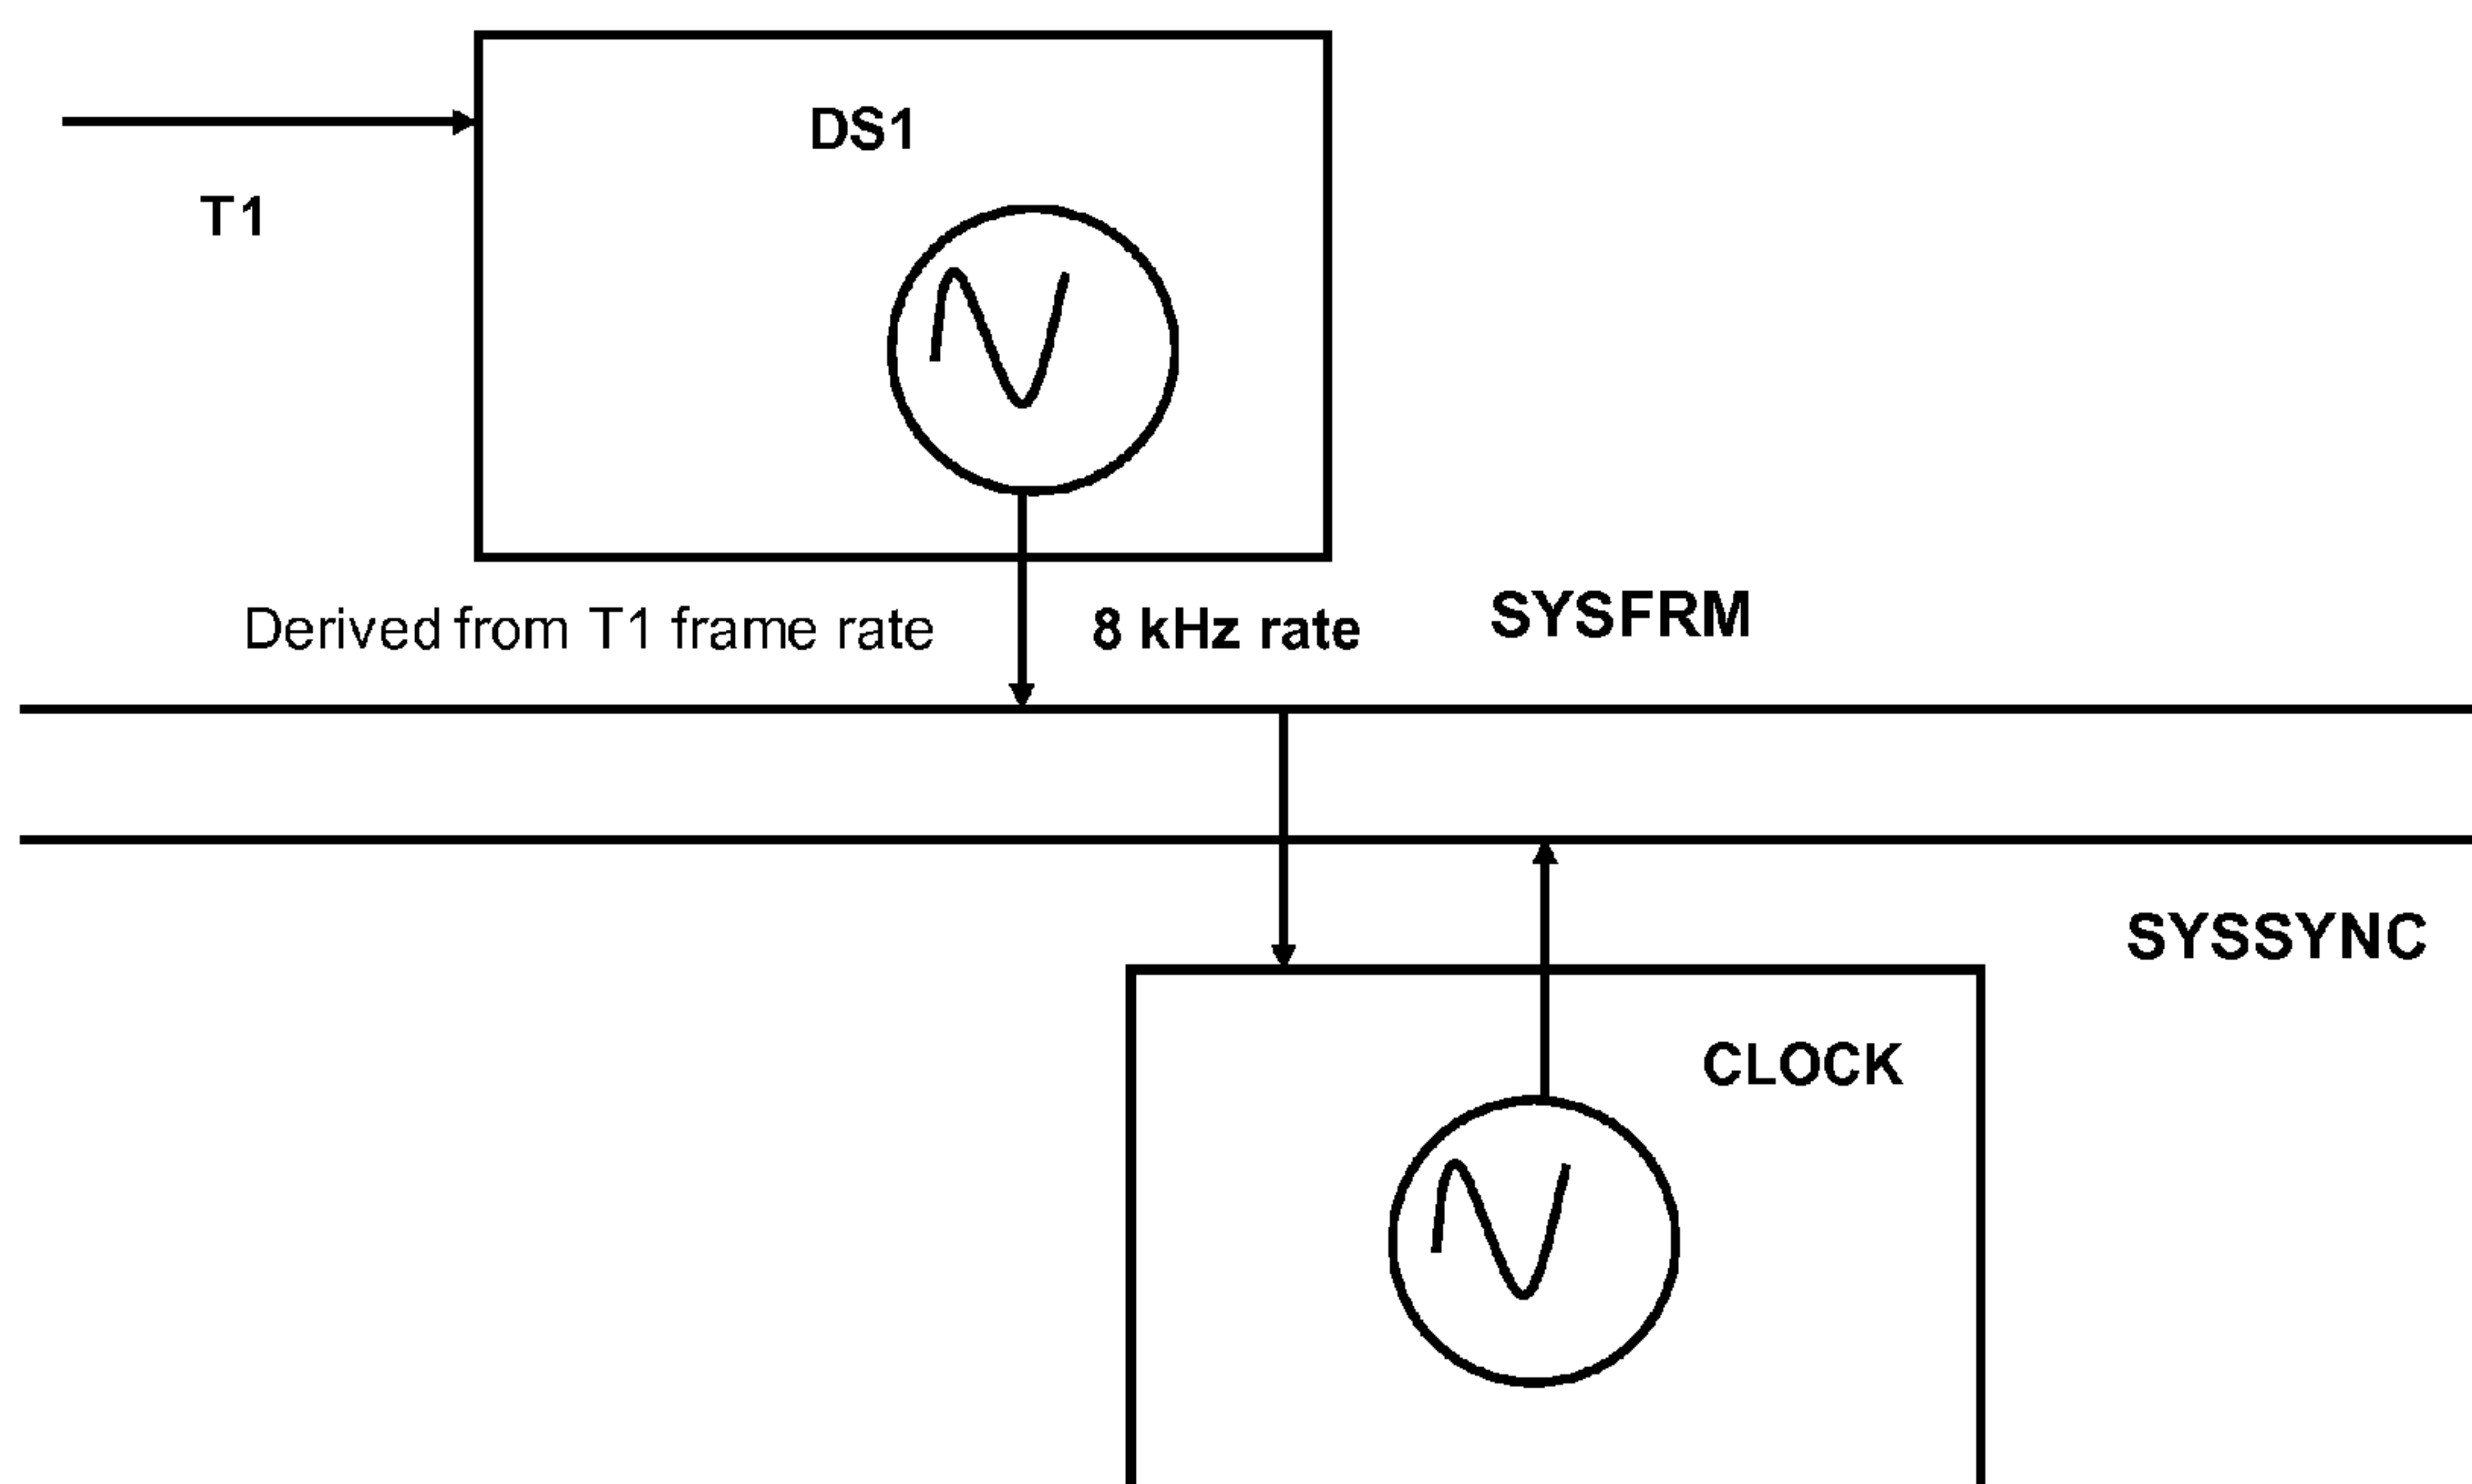 DS1
T1
Derived from T1 frame rate
8 kHz rate
SYSFRM
SYSSYNC
CLOCK